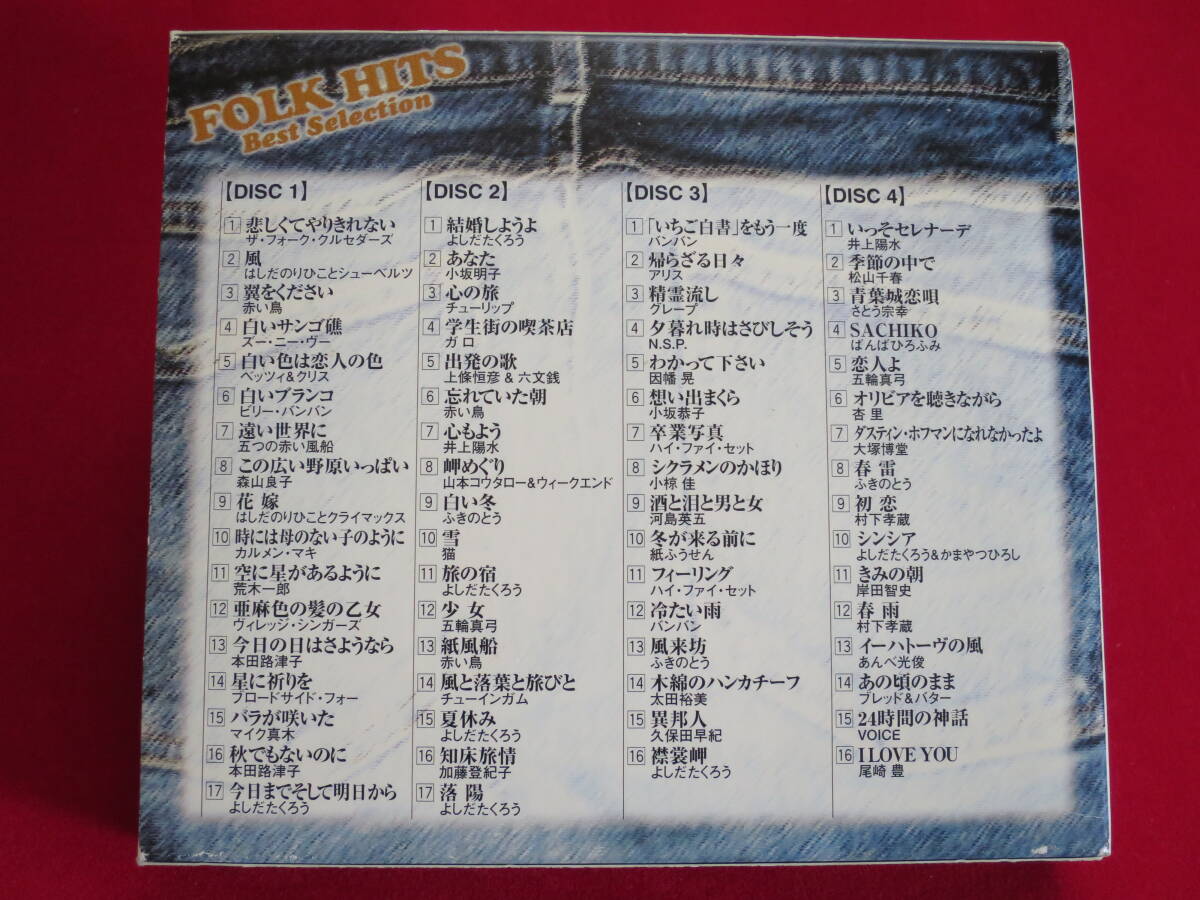 FOLK HITS
Best Selection
【DISC 1】
1 悲しくてやりきれない
ザ・フォーク・クルセダーズ
2 風
はしだのりひことシューベルツ
3 翼をください
赤い鳥
4 白いサンゴ礁
ズー・ニー・ヴー
5 白い色は恋人の色
ベッツィ&クリス
6 白いブランコ
ビリー・バンバン
7 遠い世界に
五つの赤い風船
8 この広い野原いっぱい
森山良子
9 花嫁
はしだのりひことクライマックス
10 時には母のない子のように
カルメン・マキ
11 空に星があるように
荒木一郎
12 亜麻色の髪の乙女
ヴィレッジ・シンガーズ
13 今日の日はさようなら
本田路津子
14 星に祈りを
ブロードサイド・フォー
15 バラが咲いた
マイク真木
16 秋でもないのに
本田路津子
17 今日までそして明日から
よしだたくろう
【DISC 2】
1 結婚しようよ
よしだたくろう
2 あなた
小坂明子
3 心の旅
チューリップ
4 学生街の喫茶店
ガロ
5 出発の歌
上條恒彦 & 六文銭
6 忘れていた朝
赤い鳥
7 心もよう
井上陽水
8 岬めぐり
山本コウタロー&ウィークエンド
9 白い冬
ふきのとう
10 雪
猫
11 旅の宿
よしだたくろう
12 少女
五輪真弓
13 紙風船
赤い鳥
14 風と落葉と旅びと
チューインガム
15 夏休み
よしだたくろう
16 知床旅情
加藤登紀子
17 落陽
よしだたくろう
【DISC 3】
1 「いちご白書」をもう一度
バンバン
2 帰らざる日々
アリス
3 精霊流し
グレープ
4 夕暮れ時はさびしそう
N.S.P.
5 わかって下さい
因幡 晃
6 想い出まくら
小坂恭子
7 卒業写真
ハイ・ファイ・セット
8 シクラメンのかほり
小椋 佳
9 酒と泪と男と女
河島英五
10 冬が来る前に
紙ふうせん
11 フィーリング
ハイ・ファイ・セット
12 冷たい雨
バンバン
13 風来坊
ふきのとう
14 木綿のハンカチーフ
太田裕美
15 異邦人
久保田早紀
16 襟裳岬
よしだたくろう
【DISC 4】
1 いっそセレナーデ
井上陽水
2 季節の中で
松山千春
3 青葉城恋唄
さとう宗幸
4 SACHIKO
ばんばひろふみ
5 恋人よ
五輪真弓
6 オリビアを聴きながら
杏里
7 ダスティン・ホフマンになれなかったよ
大塚博堂
8 春雷
ふきのとう
9 初恋
村下孝蔵
10 シンシア
よしだたくろう&かまやつひろし
11 きみの朝
岸田智史
12 春雨
村下孝蔵
13 イーハトーヴの風
あんべ光俊
14 あの頃のまま
ブレッド&バター
15 24時間の神話
VOICE
16 I LOVE YOU
尾崎 豊